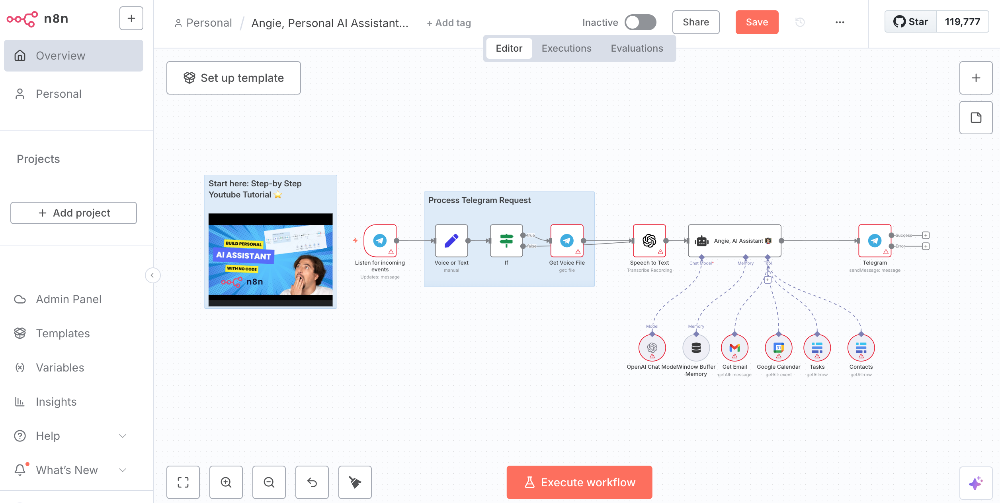 n8n
Overview
Personal
Projects
+ Add project
Admin Panel
Templates
Variables
Insights
Help
What's New
Personal / Angie, Personal AI Assistant...
+ Add tag
Inactive
Share
Save
Star
119,777
Editor
Executions
Evaluations
Set up template
Start here: Step-by Step
Youtube Tutorial ⭐
BUILD PERSONAL
AI ASSISTANT
WITH NO CODE
n8n
Listen for incoming
events
Updates: message
Process Telegram Request
Voice or Text
manual
If
true
false
Get Voice File
get: file
Speech to Text
Transcribe Recording
Angie, AI Assistant 👩🏻‍🏫
Chat Model*
Memory
Tool
Telegram
sendMessage: message
Success
Error
Model
Memory
OpenAI Chat Model
Window Buffer
Memory
Get Email
getAll: message
Google Calendar
getAll: event
31
Tasks
getAll:row
Contacts
getAll:row
Execute workflow